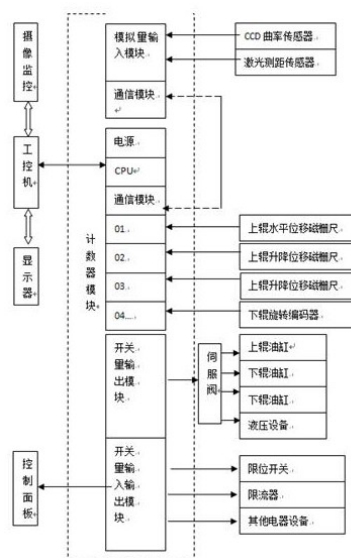 摄
像
监
控
工
控
机
显
示
器
控
制
面
板
计
数
器
模
块
模拟量输
入模块
通信模块
电源
CPU
通信模块
01
02
03
04...
开关
量输
出模
块
开关
量输
入输
出模
块
CCD 曲率传感器
激光测距传感器
上辊水平位移磁栅尺
上辊升降位移磁栅尺
上辊升降位移磁栅尺
下辊旋转编码器
伺
服
阀
上辊油缸
下辊油缸
下辊油缸
液压设备
限位开关
限流器
其他电器设备